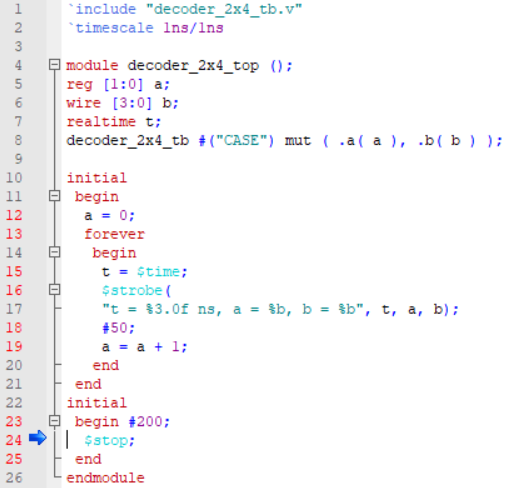 1 `include "decoder_2x4_tb.v"
2 `timescale 1ns/1ns
3
4 module decoder_2x4_top ();
5 reg [1:0] a;
6 wire [3:0] b;
7 realtime t;
8 decoder_2x4_tb #("CASE") mut ( .a( a ), .b( b ) );
9
10 initial
11 begin
12 a = 0;
13 forever
14 begin
15 t = $time;
16 $strobe(
17 "t = %3.0f ns, a = %b, b = %b", t, a, b);
18 #50;
19 a = a + 1;
20 end
21 end
22 initial
23 begin #200;
24 $stop;
25 end
26 endmodule